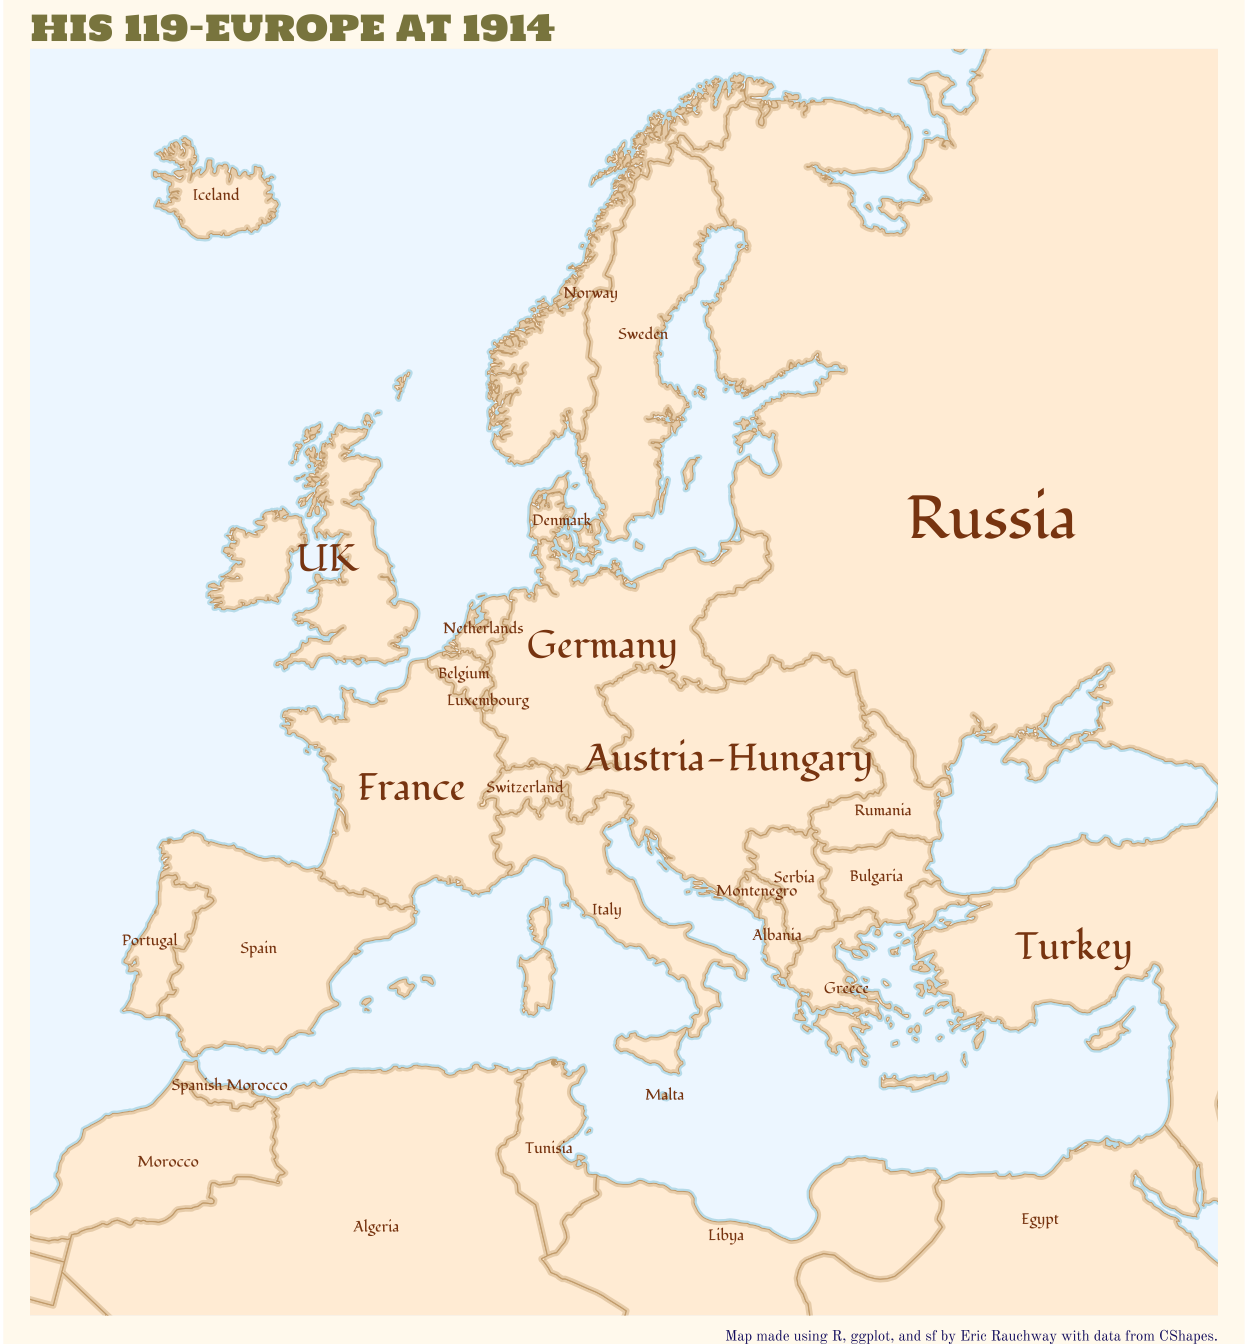 HIS 119-EUROPE AT 1914
Iceland
Norway
Sweden
Russia
Denmark
UK
Netherlands
Germany
Belgium
Luxembourg
Austria-Hungary
France
Switzerland
Rumania
Serbia
Bulgaria
Montenegro
Italy
Albania
Portugal
Spain
Turkey
Greece
Spanish Morocco
Malta
Tunisia
Morocco
Algeria
Libya
Egypt
Map made using R, ggplot, and sf by Eric Rauchway with data from CShapes.